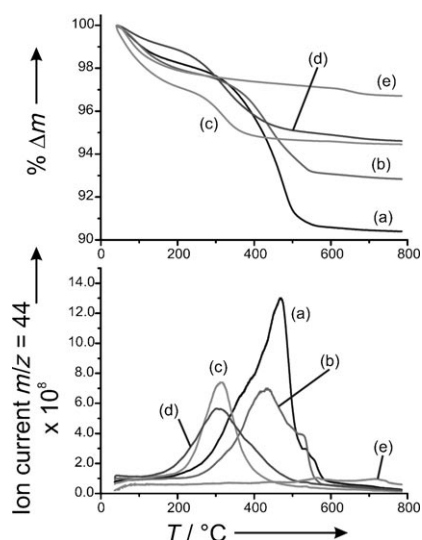 100
98
96
94
92
90
% Δm
(e)
(d)
(c)
(b)
(a)
0 200 400 600 800
14.0
12.0
10.0
8.0
6.0
4.0
2.0
0.0
Ion current m/z = 44
x 10⁸
(a)
(c)
(b)
(d)
(e)
0 200 400 600 800
T / °C